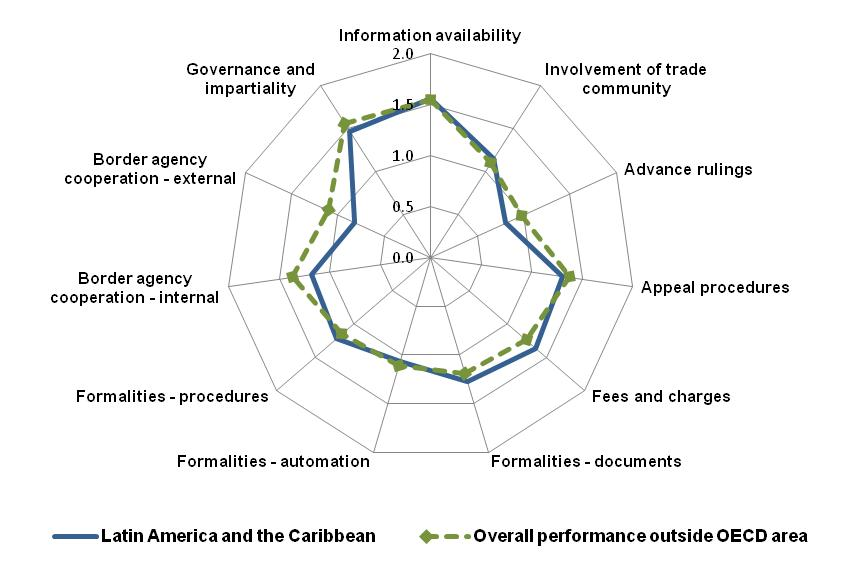 Information availability
2.0
Governance and
impartiality
Involvement of trade
community
1.5
Border agency
cooperation - external
1.0
Advance rulings
0.5
0.0
Border agency
cooperation - internal
Appeal procedures
Formalities - procedures
Fees and charges
Formalities - automation
Formalities - documents
Latin America and the Caribbean
Overall performance outside OECD area